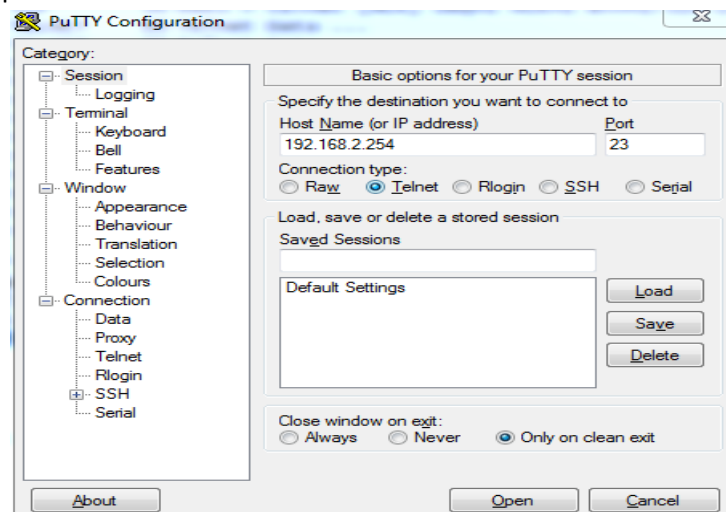 PuTTY Configuration
Category:
Session
Logging
Terminal
Keyboard
Bell
Features
Window
Appearance
Behaviour
Translation
Selection
Colours
Connection
Data
Proxy
Telnet
Rlogin
SSH
Serial
Basic options for your PuTTY session
Specify the destination you want to connect to
Host Name (or IP address) Port
192.168.2.254 23
Connection type:
Raw Telnet Rlogin SSH Serial
Load, save or delete a stored session
Saved Sessions
Default Settings
Load
Save
Delete
Close window on exit:
Always Never Only on clean exit
About Open Cancel